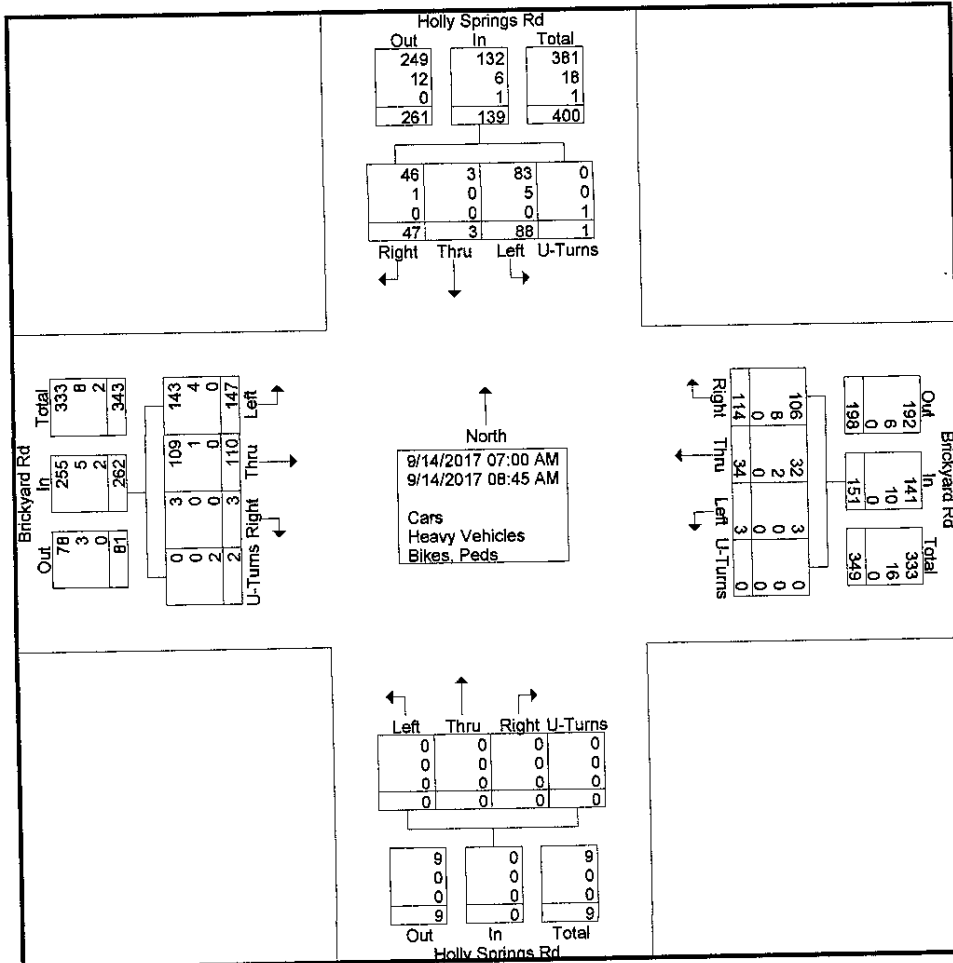 Holly Springs Rd
Out In Total
249 132 381
12 6 18
0 1 1
261 139 400
46 3 83 0
1 0 5 0
0 0 0 1
47 3 88 1
Right Thru Left U-Turns
Brickyard Rd
Total In Out
333 255 78
8 5 3
2 2 0
343 262 81
143 109 3 0
4 1 0 0
0 0 0 2
147 110 3 2
Left Thru Right U-Turns
North
9/14/2017 07:00 AM
9/14/2017 08:45 AM
Cars
Heavy Vehicles
Bikes, Peds
Right Thru Left U-Turns
106 32 3 0
8 2 0 0
0 0 0 0
114 34 3 0
Brickyard Rd
Out In Total
192 141 333
6 10 16
0 0 0
198 151 349
Left Thru Right U-Turns
0 0 0 0
0 0 0 0
0 0 0 0
0 0 0 0
9 0 9
0 0 0
0 0 0
9 0 9
Out In Total
Holly Springs Rd